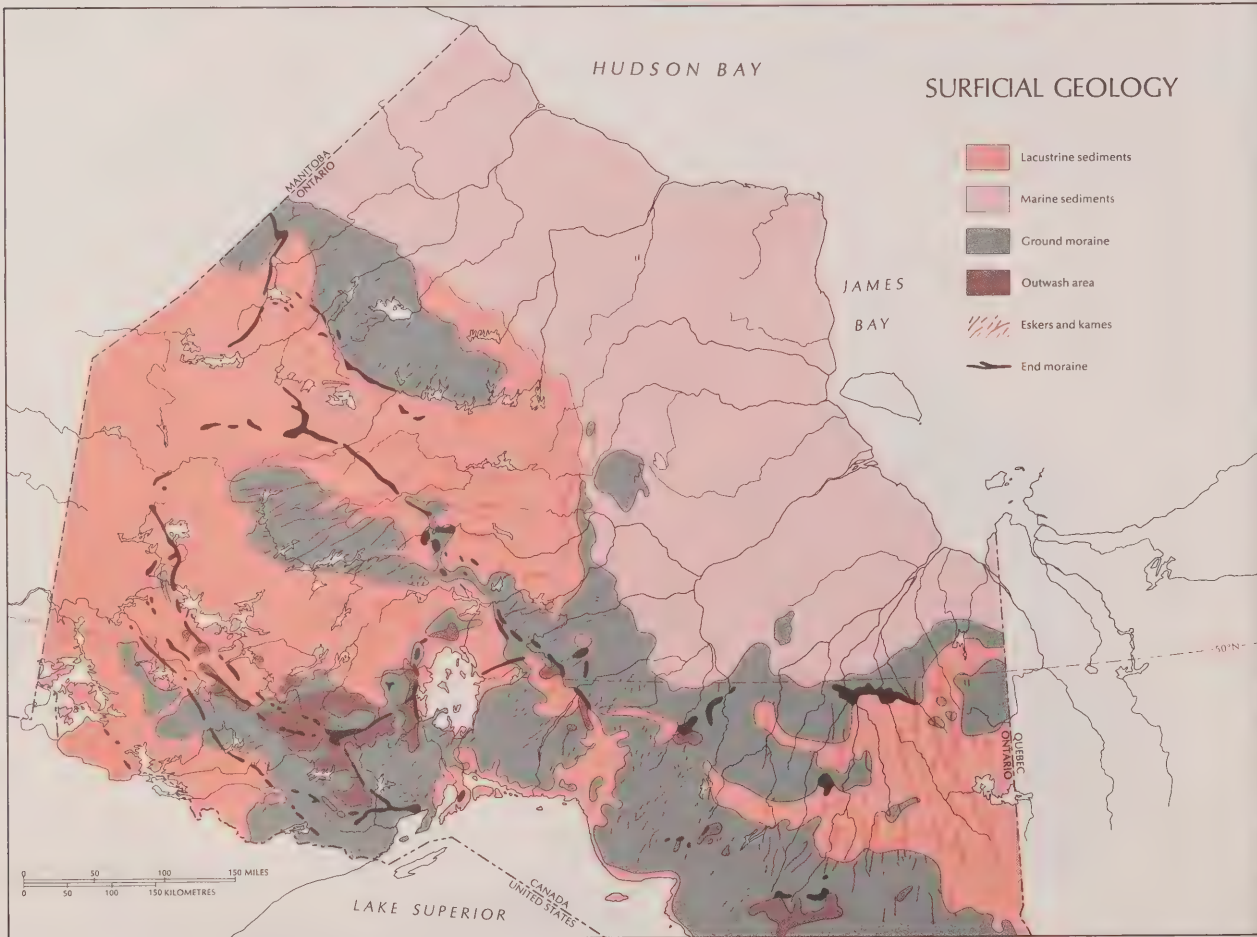 HUDSON BAY
SURFICIAL GEOLOGY
Lacustrine sediments
Marine sediments
Ground moraine
Outwash area
Eskers and kames
End moraine
MANITOBA
ONTARIO
JAMES
BAY
50°N
QUEBEC
ONTARIO
0 50 100 150 MILES
0 50 100 150 KILOMETRES
CANADA
UNITED STATES
LAKE SUPERIOR